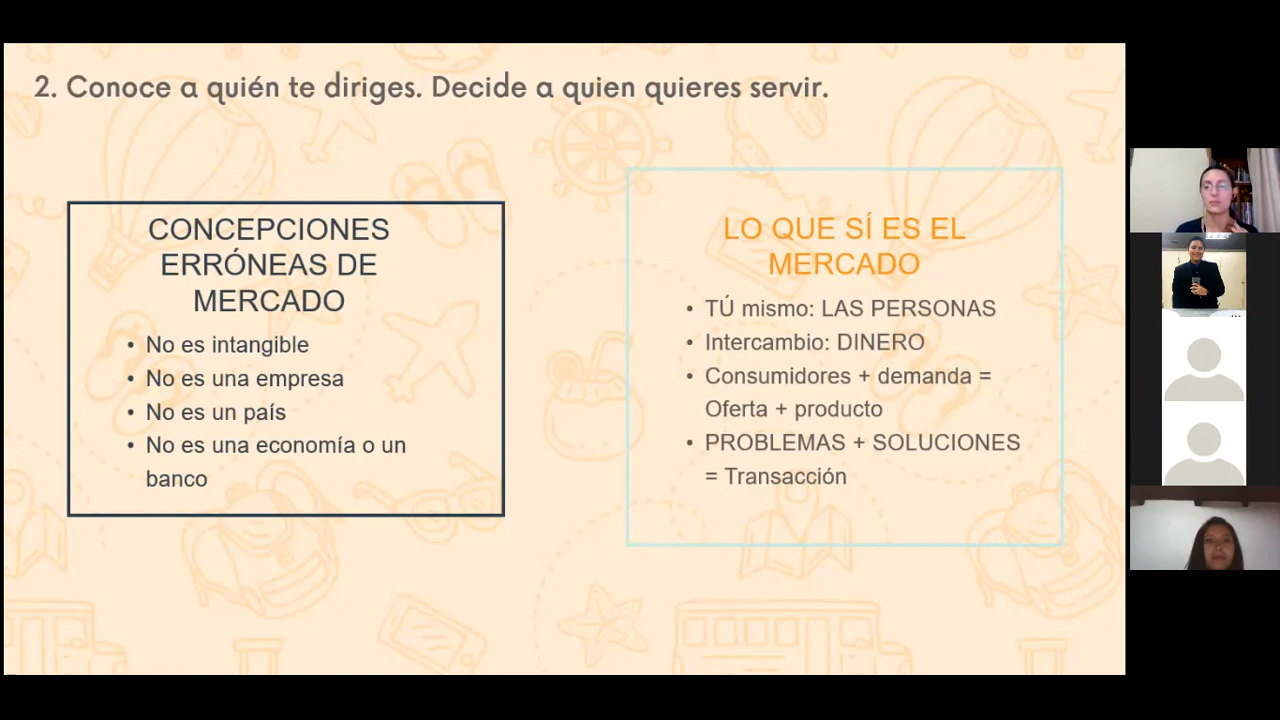 2. Conoce a quién te diriges. Decide a quien quieres servir.
CONCEPCIONES
ERRÓNEAS DE
MERCADO
• No es intangible
• No es una empresa
• No es un país
• No es una economía o un
banco
LO QUE SÍ ES EL
MERCADO
• TÚ mismo: LAS PERSONAS
• Intercambio: DINERO
• Consumidores + demanda =
Oferta + producto
• PROBLEMAS + SOLUCIONES
= Transacción